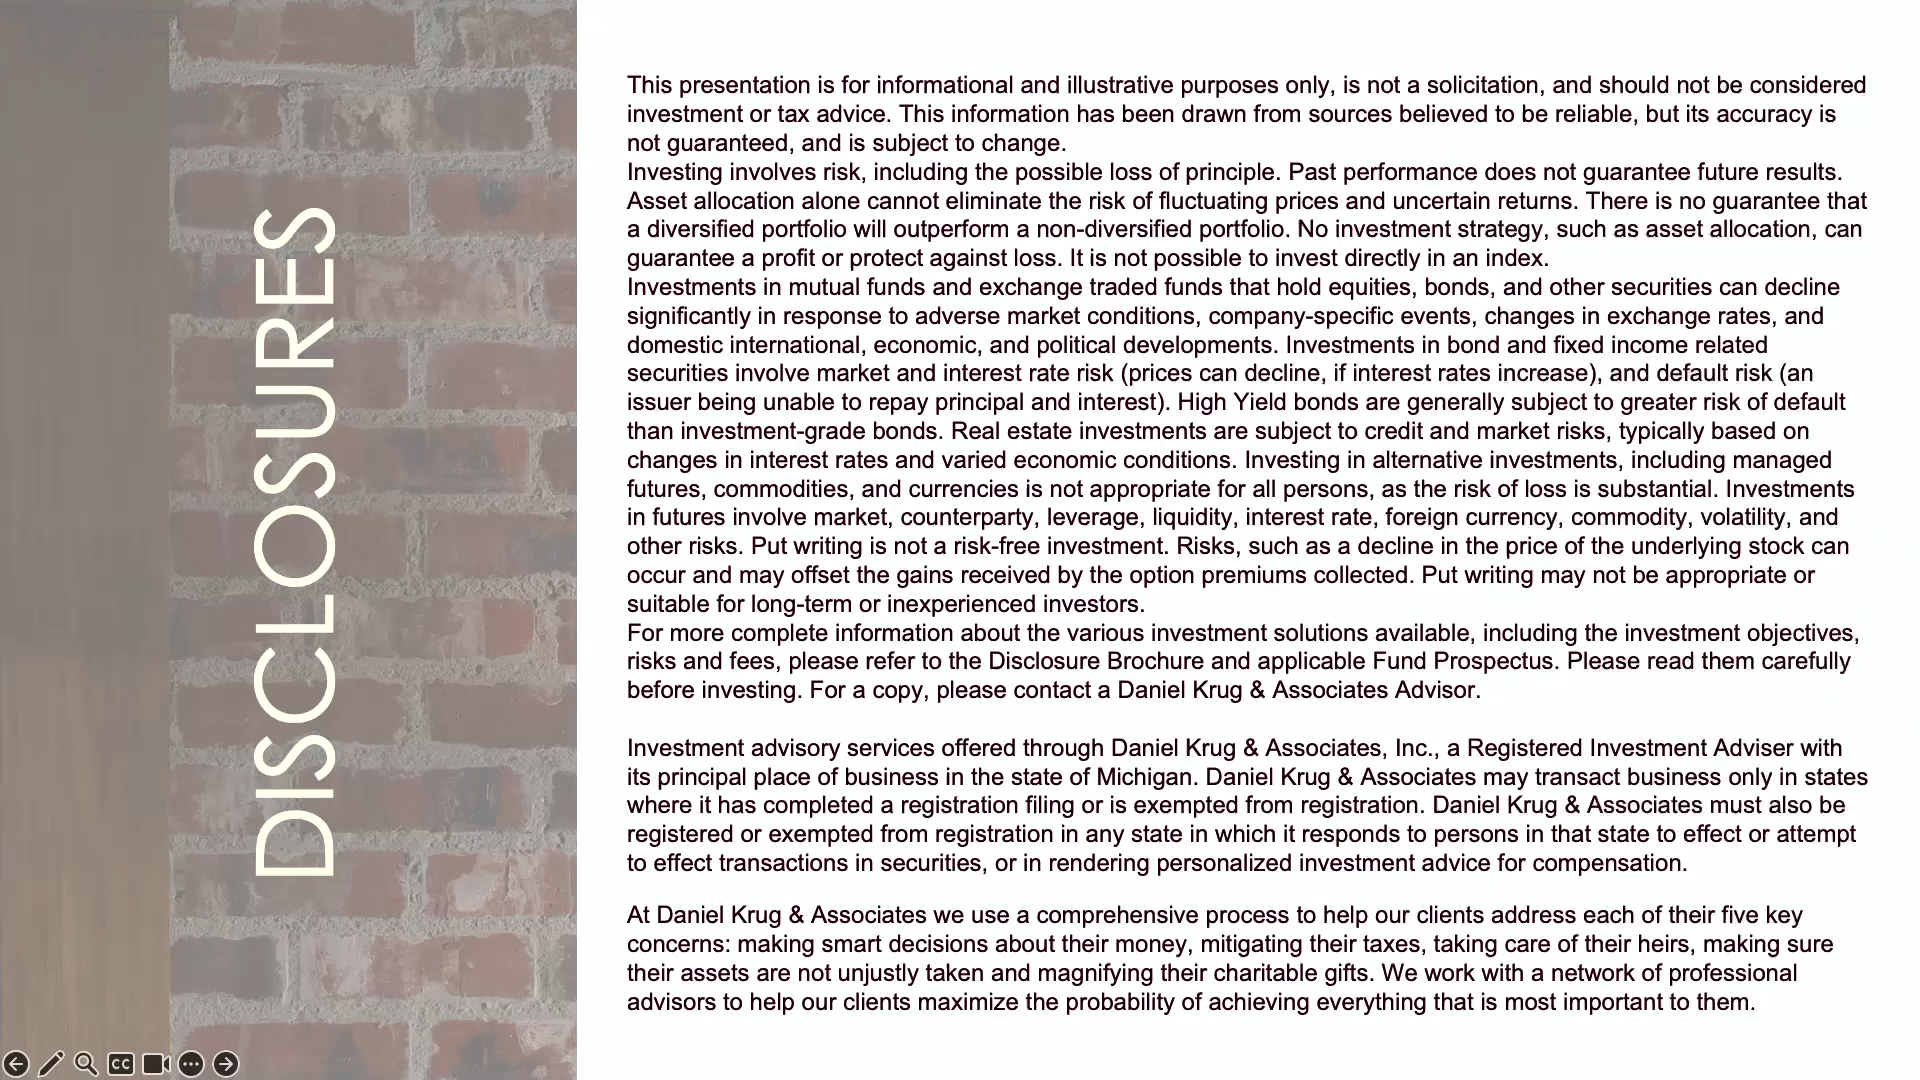 DISCLOSURES
This presentation is for informational and illustrative purposes only, is not a solicitation, and should not be considered
investment or tax advice. This information has been drawn from sources believed to be reliable, but its accuracy is
not guaranteed, and is subject to change.
Investing involves risk, including the possible loss of principle. Past performance does not guarantee future results.
Asset allocation alone cannot eliminate the risk of fluctuating prices and uncertain returns. There is no guarantee that
a diversified portfolio will outperform a non-diversified portfolio. No investment strategy, such as asset allocation, can
guarantee a profit or protect against loss. It is not possible to invest directly in an index.
Investments in mutual funds and exchange traded funds that hold equities, bonds, and other securities can decline
significantly in response to adverse market conditions, company-specific events, changes in exchange rates, and
domestic international, economic, and political developments. Investments in bond and fixed income related
securities involve market and interest rate risk (prices can decline, if interest rates increase), and default risk (an
issuer being unable to repay principal and interest). High Yield bonds are generally subject to greater risk of default
than investment-grade bonds. Real estate investments are subject to credit and market risks, typically based on
changes in interest rates and varied economic conditions. Investing in alternative investments, including managed
futures, commodities, and currencies is not appropriate for all persons, as the risk of loss is substantial. Investments
in futures involve market, counterparty, leverage, liquidity, interest rate, foreign currency, commodity, volatility, and
other risks. Put writing is not a risk-free investment. Risks, such as a decline in the price of the underlying stock can
occur and may offset the gains received by the option premiums collected. Put writing may not be appropriate or
suitable for long-term or inexperienced investors.
For more complete information about the various investment solutions available, including the investment objectives,
risks and fees, please refer to the Disclosure Brochure and applicable Fund Prospectus. Please read them carefully
before investing. For a copy, please contact a Daniel Krug & Associates Advisor.
Investment advisory services offered through Daniel Krug & Associates, Inc., a Registered Investment Adviser with
its principal place of business in the state of Michigan. Daniel Krug & Associates may transact business only in states
where it has completed a registration filing or is exempted from registration. Daniel Krug & Associates must also be
registered or exempted from registration in any state in which it responds to persons in that state to effect or attempt
to effect transactions in securities, or in rendering personalized investment advice for compensation.
At Daniel Krug & Associates we use a comprehensive process to help our clients address each of their five key
concerns: making smart decisions about their money, mitigating their taxes, taking care of their heirs, making sure
their assets are not unjustly taken and magnifying their charitable gifts. We work with a network of professional
advisors to help our clients maximize the probability of achieving everything that is most important to them.
CC